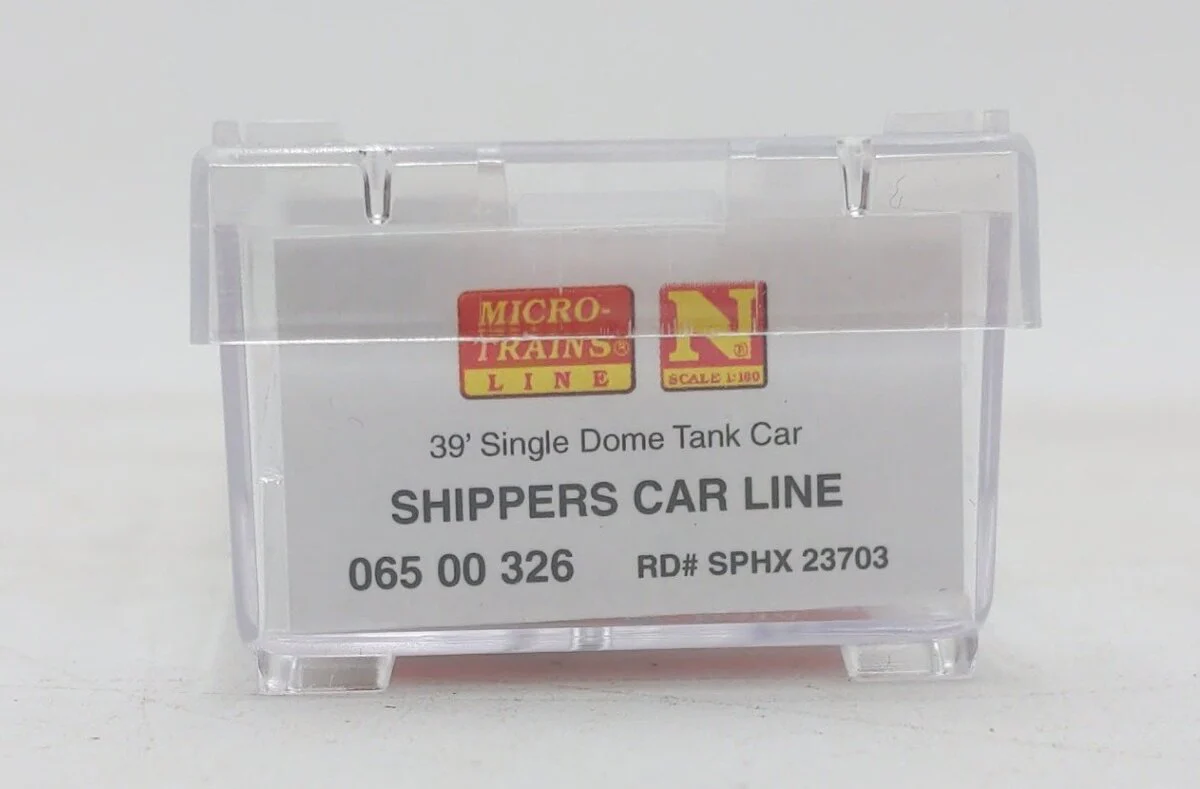 MICRO-
TRAINS®
LINE
N®
SCALE 1:160
39' Single Dome Tank Car
SHIPPERS CAR LINE
065 00 326 RD# SPHX 23703